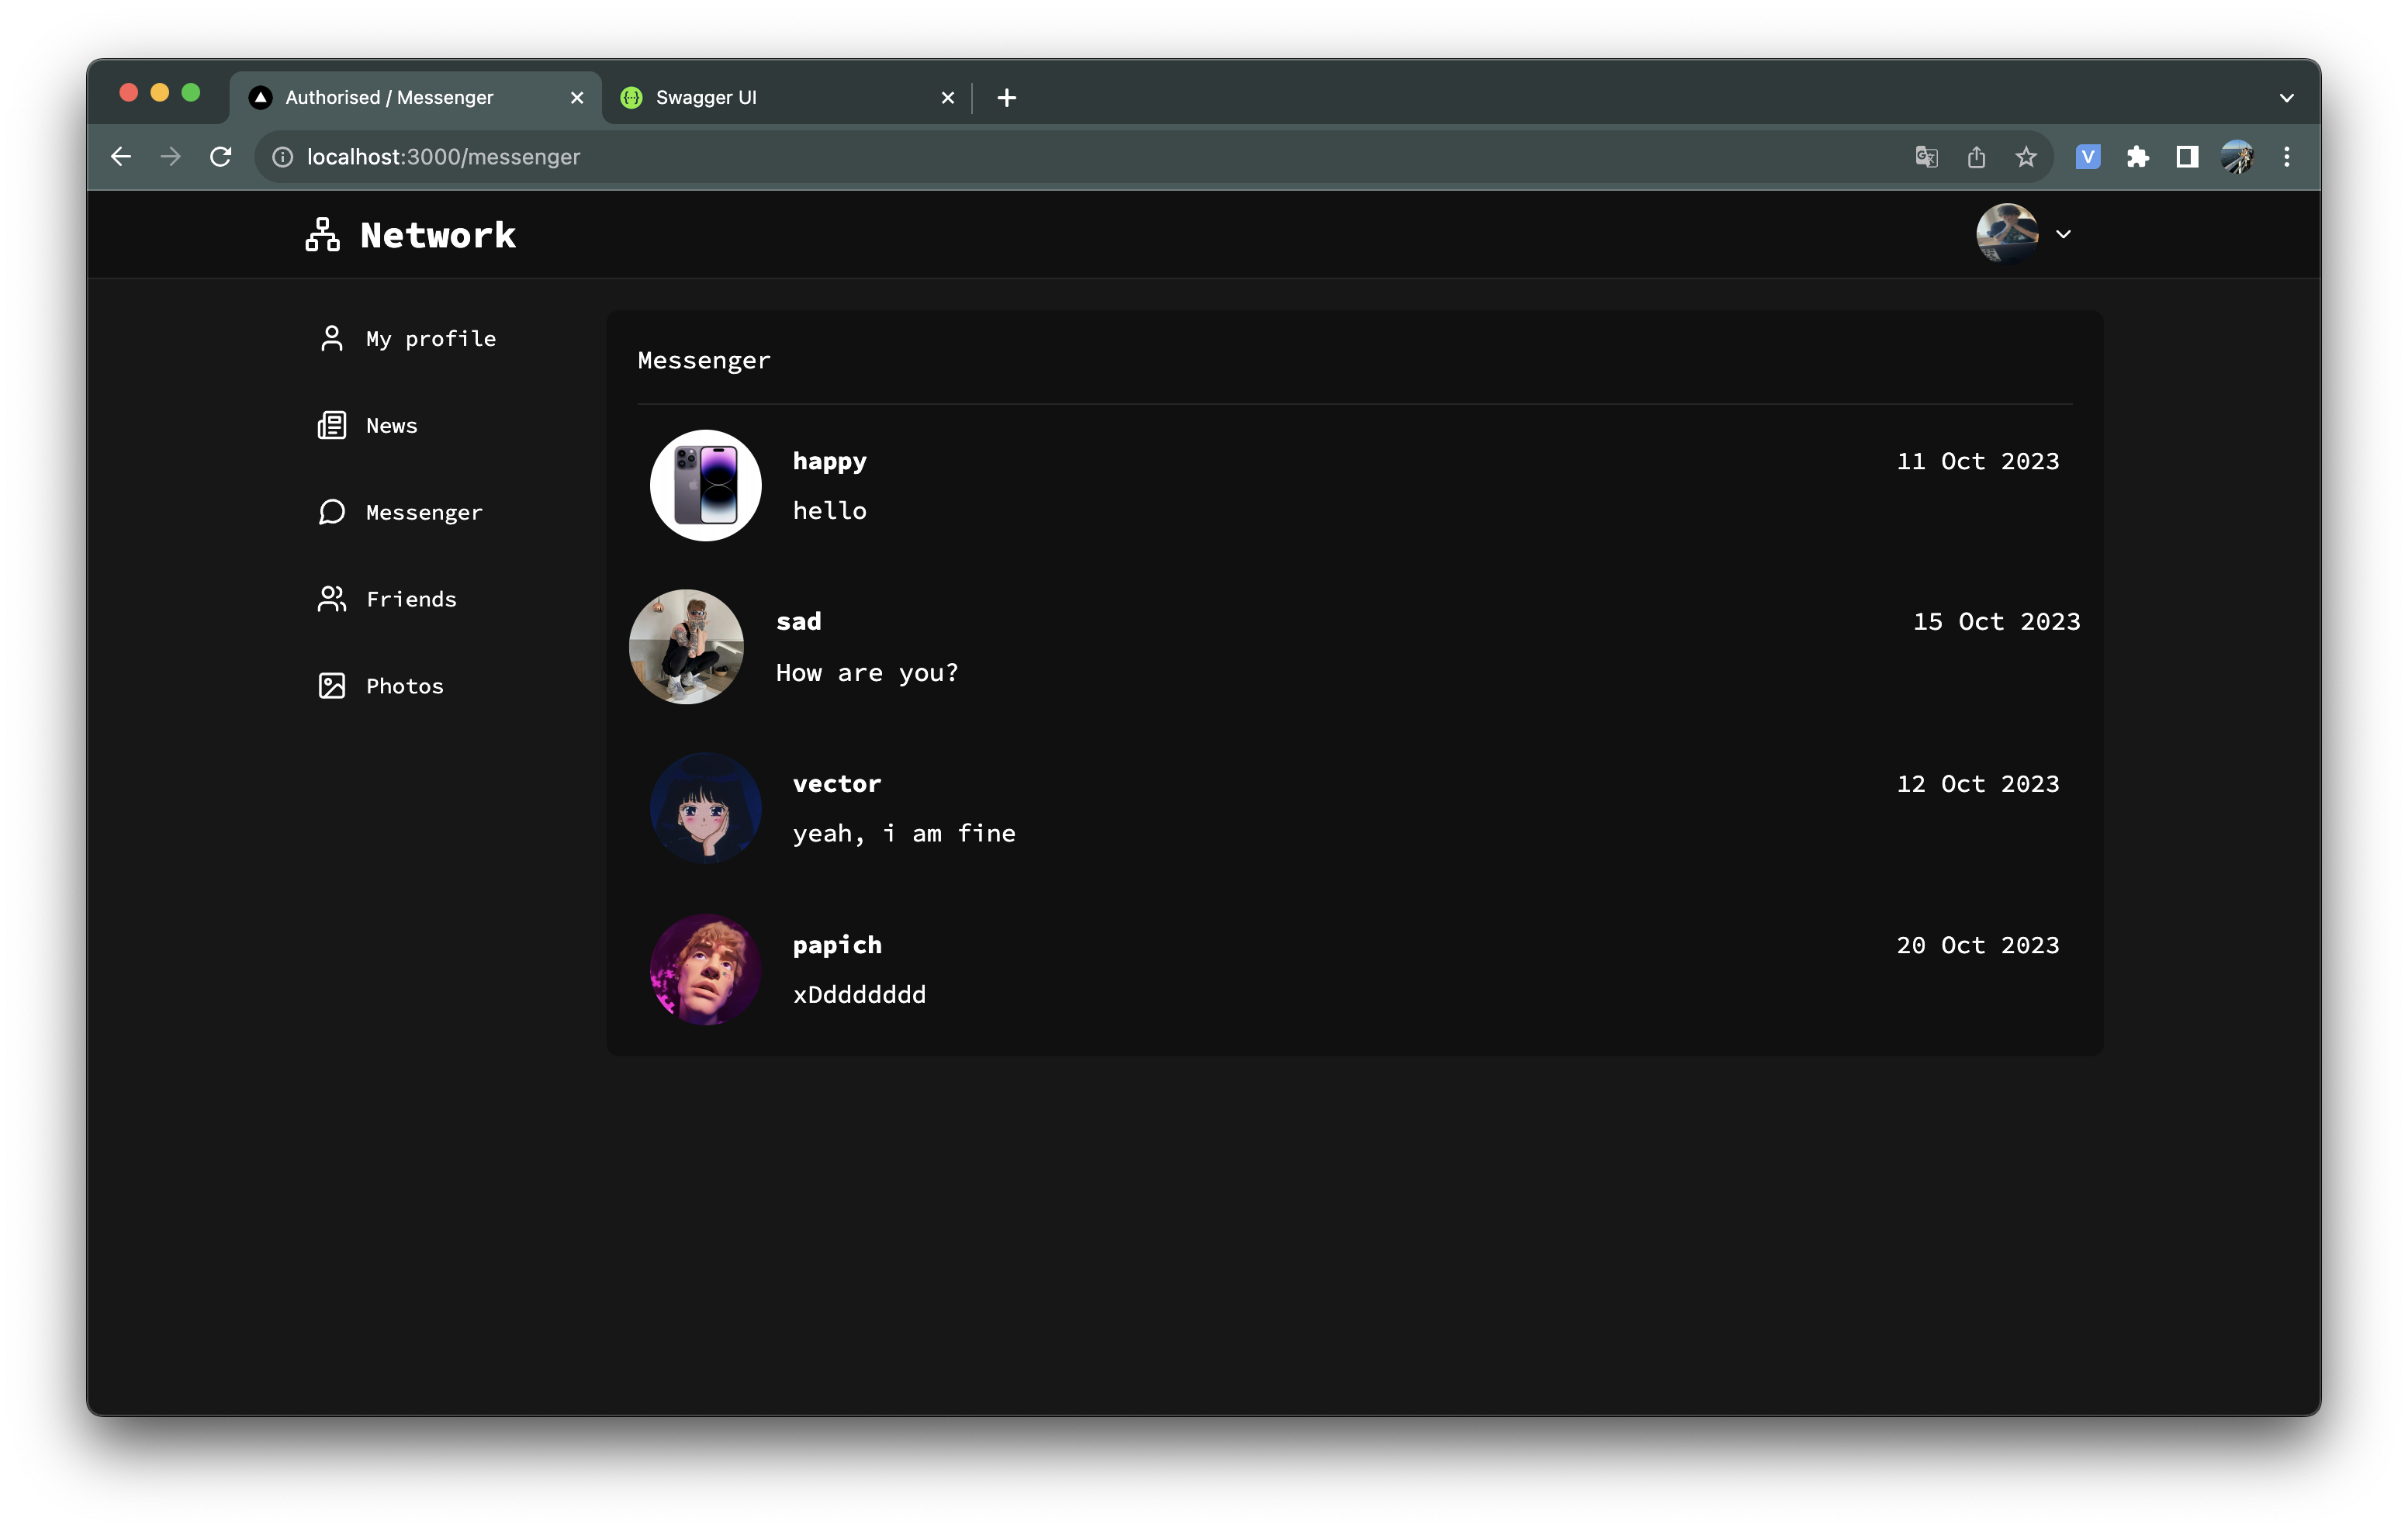 Authorised / Messenger
Swagger UI
localhost:3000/messenger
V
Network
My profile
News
Messenger
Friends
Photos
Messenger
happy
11 Oct 2023
hello
sad
15 Oct 2023
How are you?
vector
12 Oct 2023
yeah, i am fine
papich
20 Oct 2023
xDddddddd